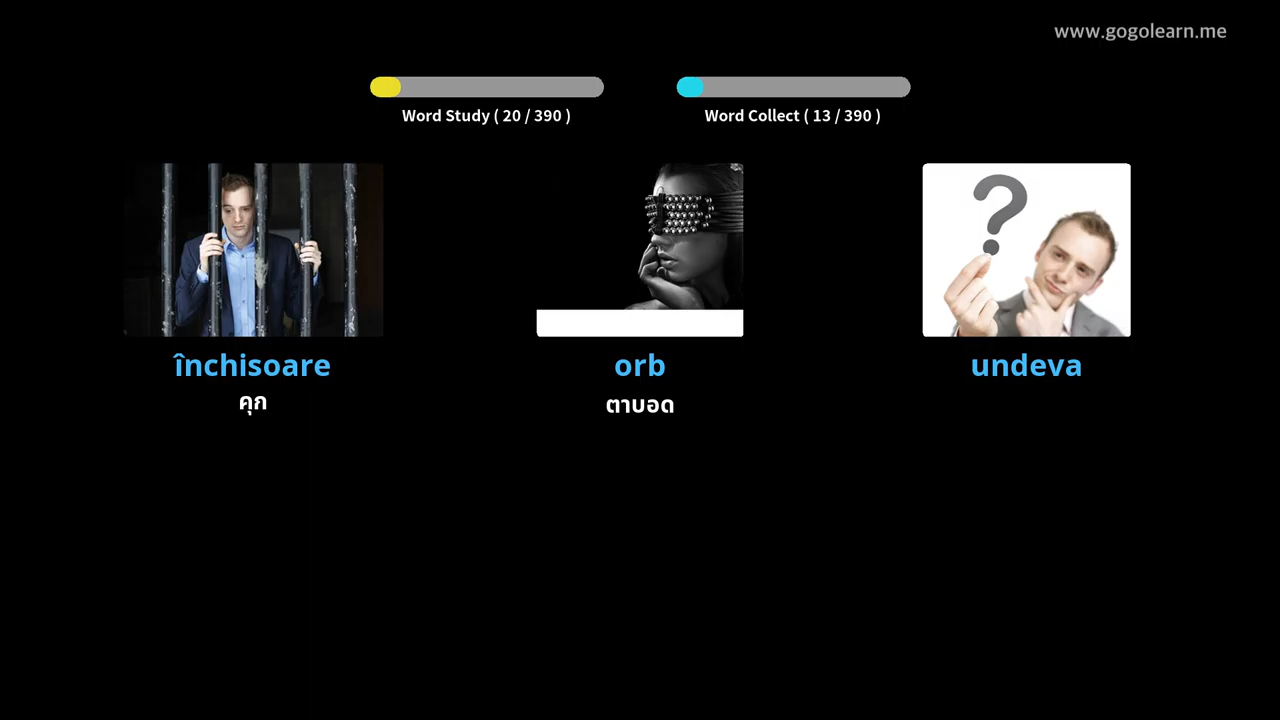 www.gogolearn.me
Word Study ( 20 / 390 )
Word Collect ( 13 / 390 )
închisoare
orb
undeva
คุก
ตาบอด